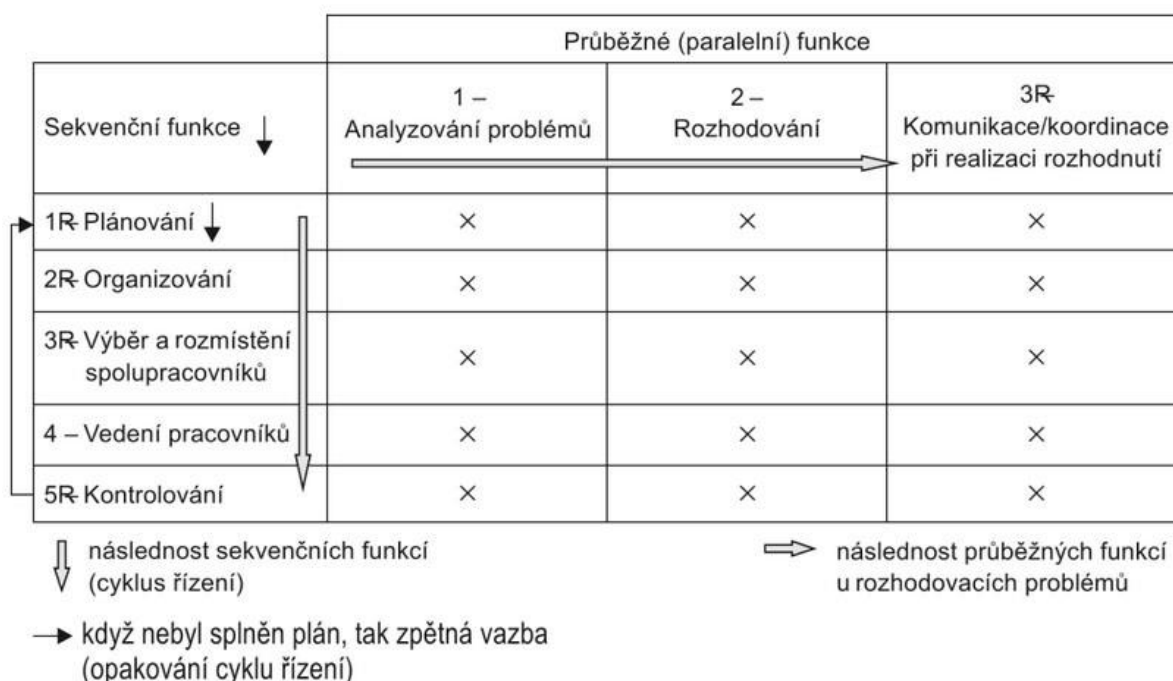 Průběžné (paralelní) funkce
Sekvenční funkce
1 –
Analyzování problémů
2 –
Rozhodování
3R-
Komunikace/koordinace
při realizaci rozhodnutí
1R- Plánování
× × ×
2R- Organizování
× × ×
3R- Výběr a rozmístění
spolupracovníků
× × ×
4 – Vedení pracovníků
× × ×
5R- Kontrolování
× × ×
následnost sekvenčních funkcí
(cyklus řízení)
následnost průběžných funkcí
u rozhodovacích problémů
když nebyl splněn plán, tak zpětná vazba
(opakování cyklu řízení)